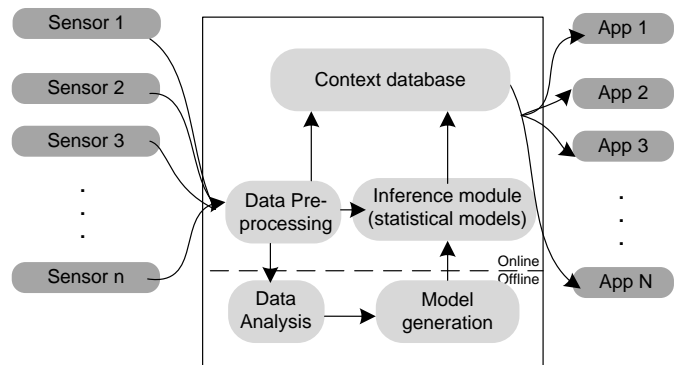 Sensor 1
Sensor 2
Sensor 3
.
.
.
Sensor n
Context database
Data Pre-
processing
Inference module
(statistical models)
Online
Offline
Data
Analysis
Model
generation
App 1
App 2
App 3
.
.
.
App N